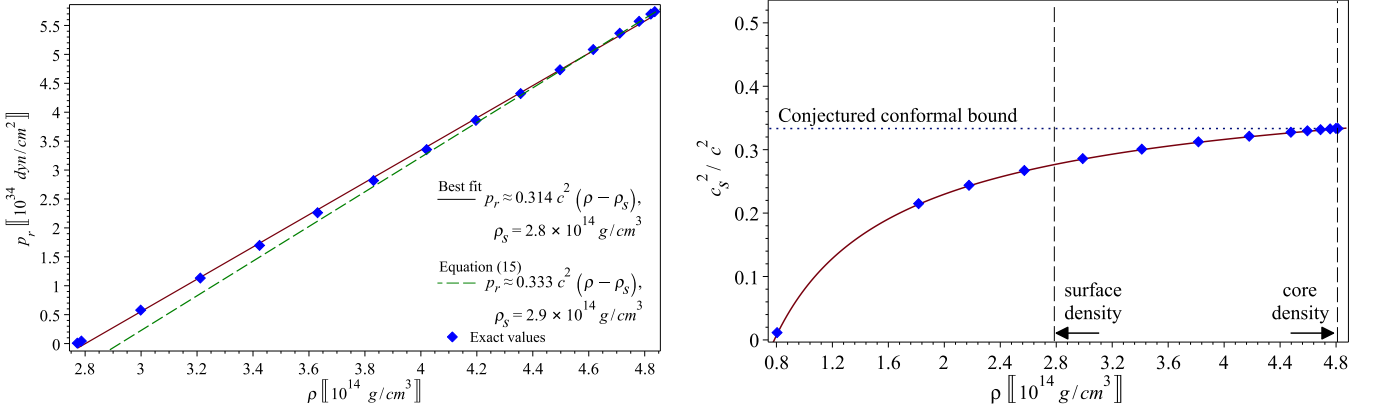 5.5
5
4.5
4
3.5
3
2.5
2
1.5
1
0.5
0
p_r ⟦10^34 dyn/cm^2⟧
2.8 3 3.2 3.4 3.6 3.8 4 4.2 4.4 4.6 4.8
ρ ⟦10^14 g/cm^3⟧
Best fit
p_r ≈ 0.314 c^2 (ρ − ρ_s),
ρ_s = 2.8 × 10^14 g/cm^3
Equation (15)
p_r ≈ 0.333 c^2 (ρ − ρ_s),
ρ_s = 2.9 × 10^14 g/cm^3
Exact values
0.5
0.4
0.3
0.2
0.1
0
c_s^2 / c^2
Conjectured conformal bound
surface
density
core
density
0.8 1.2 1.6 2 2.4 2.8 3.2 3.6 4 4.4 4.8
ρ ⟦10^14 g/cm^3⟧